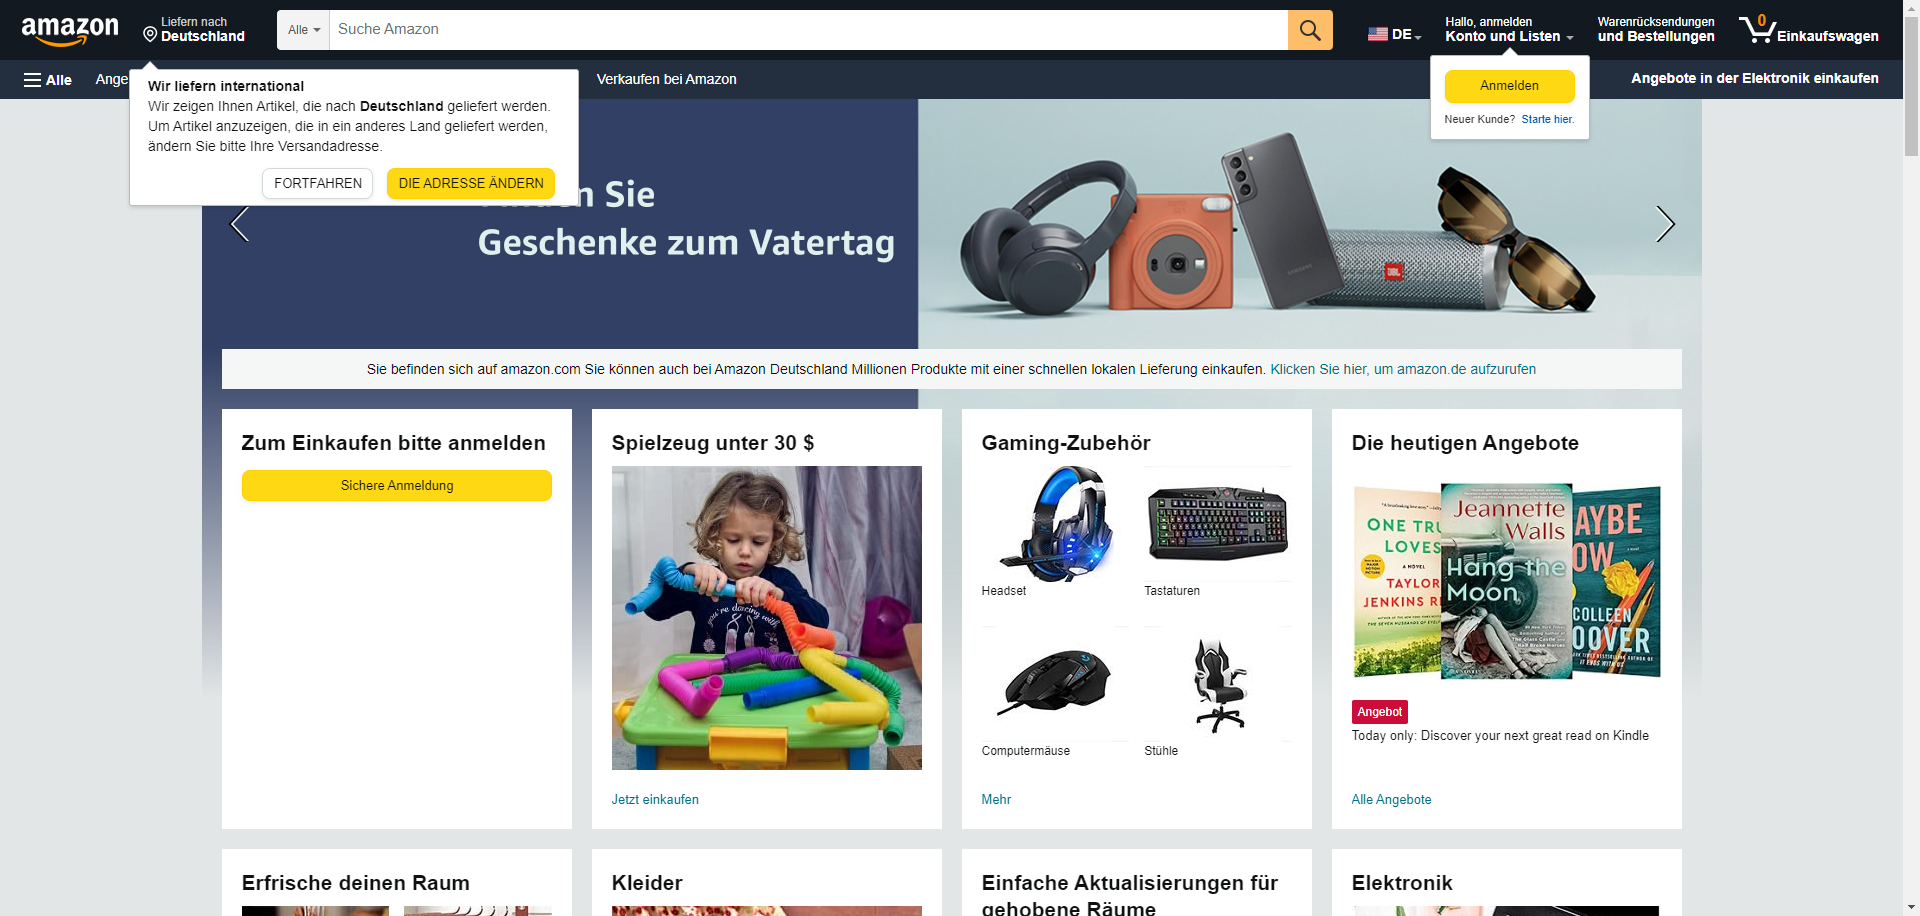 amazon
Liefern nach
Deutschland
Alle
Suche Amazon
DE
Hallo, anmelden
Konto und Listen
Warenrücksendungen
und Bestellungen
0
Einkaufswagen
Alle
Ange
Verkaufen bei Amazon
Angebote in der Elektronik einkaufen
Wir liefern international
Wir zeigen Ihnen Artikel, die nach Deutschland geliefert werden.
Um Artikel anzuzeigen, die in ein anderes Land geliefert werden,
ändern Sie bitte Ihre Versandadresse.
FORTFAHREN
DIE ADRESSE ÄNDERN
Anmelden
Neuer Kunde? Starte hier.
Sie
Geschenke zum Vatertag
SAMSUNG
JBL
Sie befinden sich auf amazon.com Sie können auch bei Amazon Deutschland Millionen Produkte mit einer schnellen lokalen Lieferung einkaufen. Klicken Sie hier, um amazon.de aufzurufen
Zum Einkaufen bitte anmelden
Sichere Anmeldung
Spielzeug unter 30 $
you're dancing with
Jetzt einkaufen
Gaming-Zubehör
Headset
Tastaturen
Computermäuse
Stühle
Mehr
Die heutigen Angebote
ONE TRU
LOVES
A NOVEL
TAYLOR
JENKINS RE
Jeannette
Walls
Hang the
Moon
AYBE
OW
COLLEEN
OOVER
Angebot
Today only: Discover your next great read on Kindle
Alle Angebote
Erfrische deinen Raum
Kleider
Einfache Aktualisierungen für
gehobene Räume
Elektronik